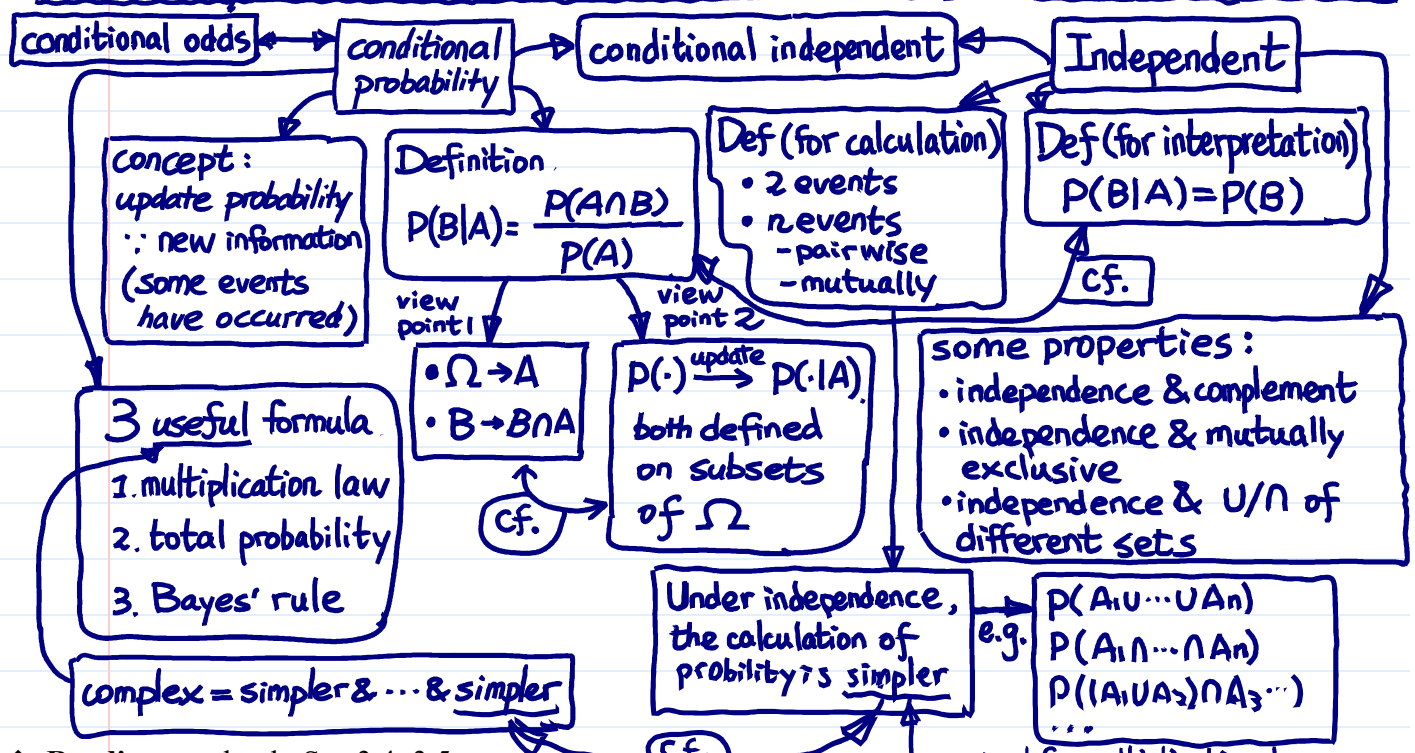 conditional odds
conditional
probability
conditional independent
Independent
concept:
update probability
∵ new information
(some events
have occurred)
Definition
P(B|A)= P(A∩B)
P(A)
Def (for calculation)
• 2 events
• n events
- pairwise
- mutually
Def (for interpretation)
P(B|A)=P(B)
cf.
view
point 1
view
point 2
• Ω→A
• B→B∩A
cf.
update
P(·) → P(·|A)
both defined
on subsets
of Ω
some properties:
• independence & complement
• independence & mutually
exclusive
• independence & ∪/∩ of
different sets
3 useful formula
1. multiplication law
2. total probability
3. Bayes' rule
complex = simpler & ··· & simpler
Under independence,
the calculation of
probility is simpler
e.g.
P(A₁∪···∪An)
P(A₁∩···∩An)
P((A₁∪A₂)∩A₃···)
····
cf.